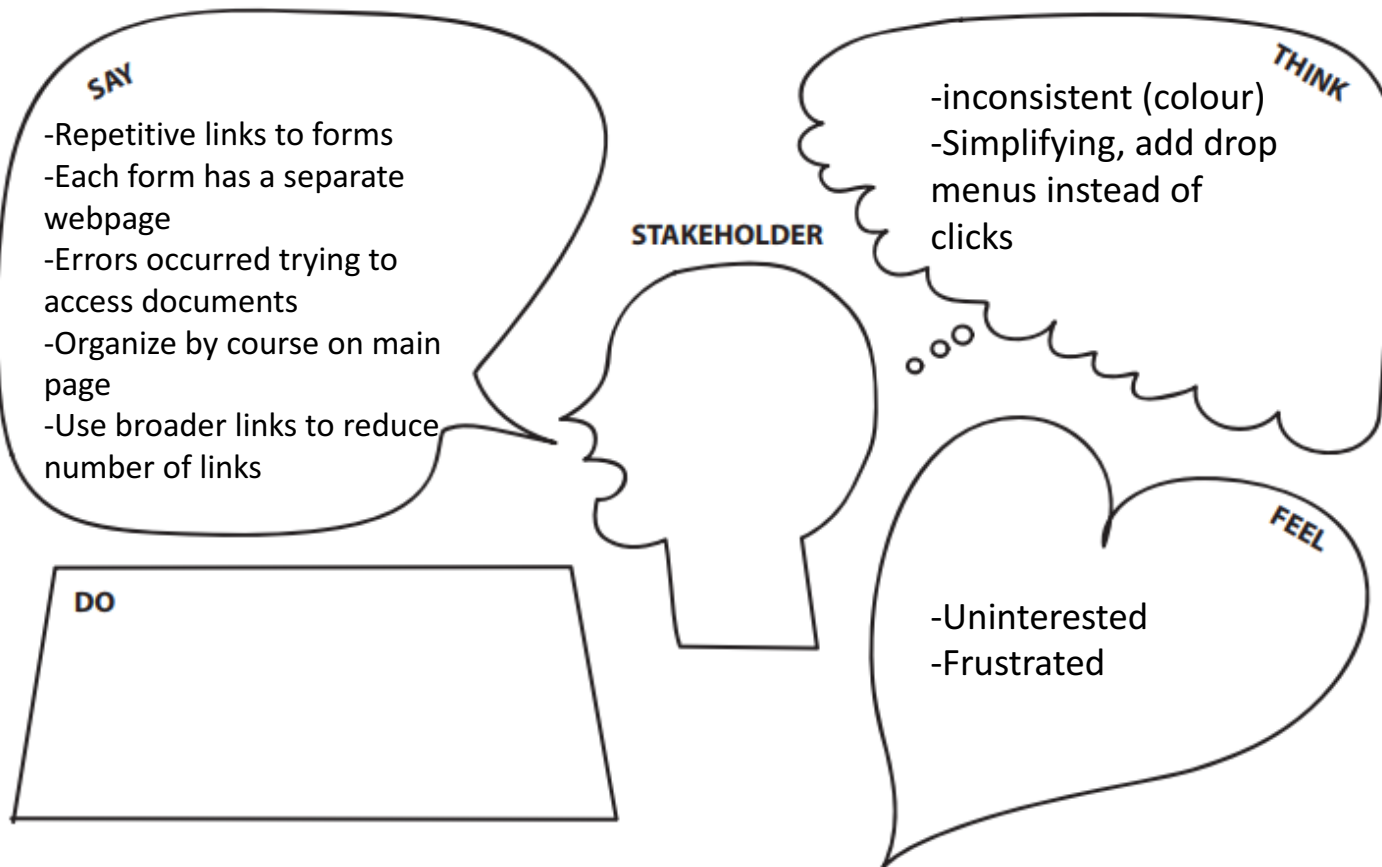 SAY
-Repetitive links to forms
-Each form has a separate
webpage
-Errors occurred trying to
access documents
-Organize by course on main
page
-Use broader links to reduce
number of links
STAKEHOLDER
THINK
-inconsistent (colour)
-Simplifying, add drop
menus instead of
clicks
DO
FEEL
-Uninterested
-Frustrated